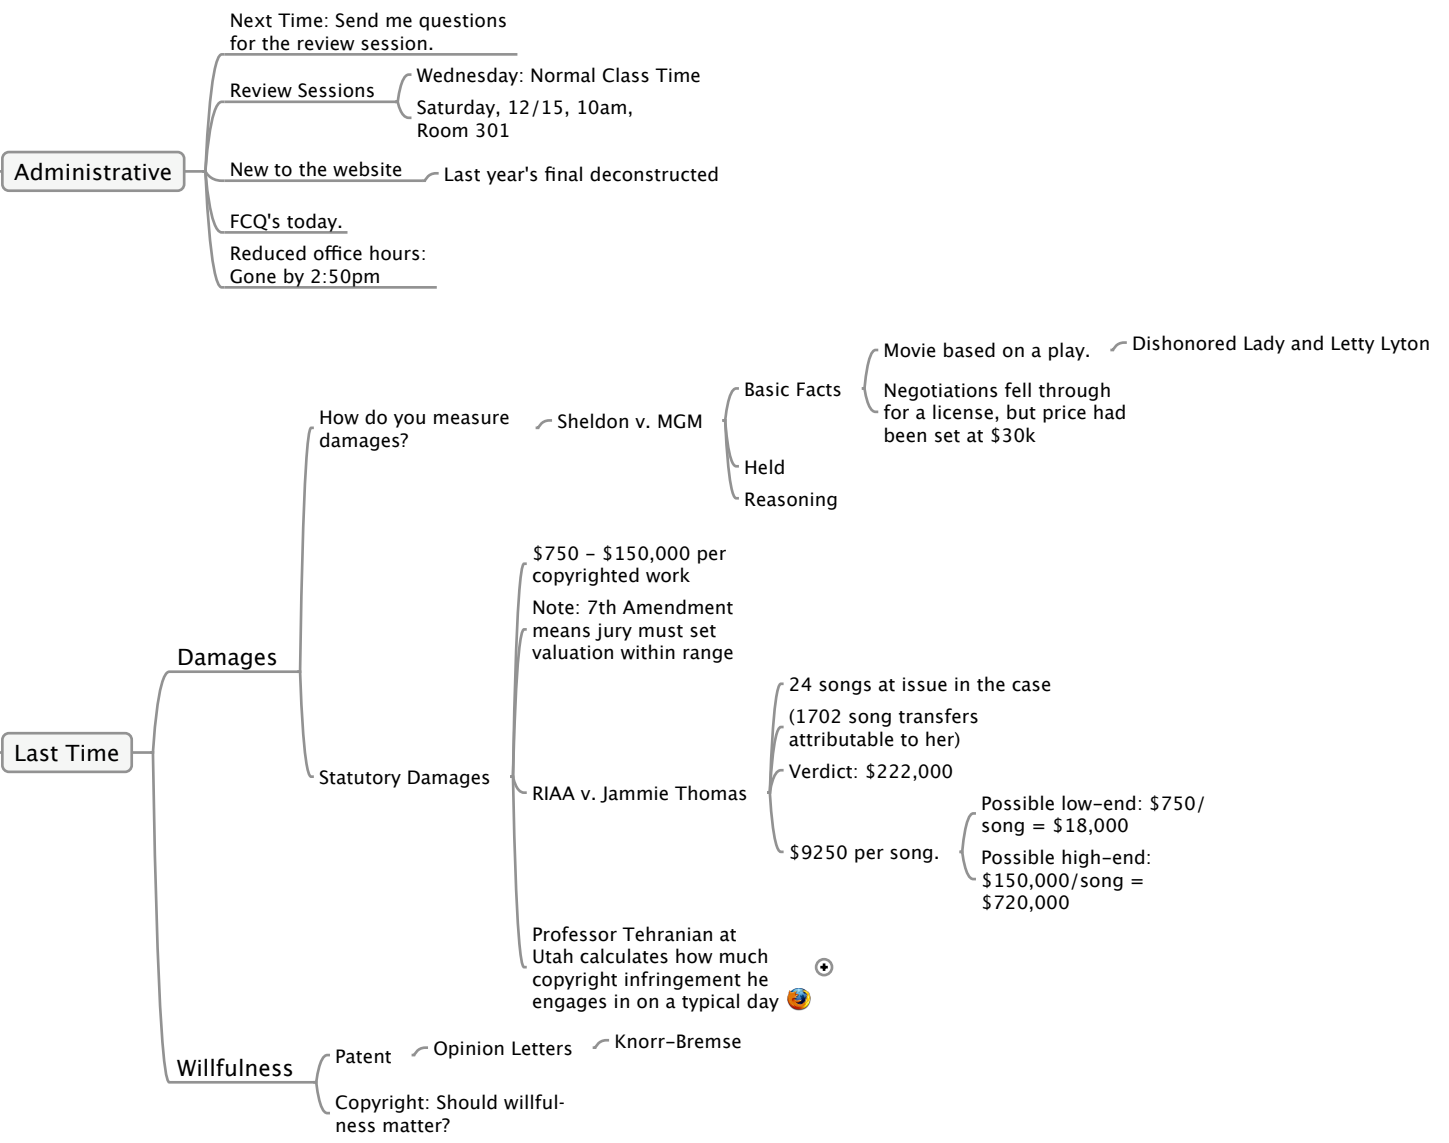 Next Time: Send me questions
for the review session.
Review Sessions
Wednesday: Normal Class Time
Saturday, 12/15, 10am,
Room 301
Administrative
New to the website
Last year's final deconstructed
FCQ's today.
Reduced office hours:
Gone by 2:50pm
Last Time
Damages
How do you measure
damages?
Sheldon v. MGM
Basic Facts
Movie based on a play.
Dishonored Lady and Letty Lyton
Negotiations fell through
for a license, but price had
been set at $30k
Held
Reasoning
Statutory Damages
$750 - $150,000 per
copyrighted work
Note: 7th Amendment
means jury must set
valuation within range
RIAA v. Jammie Thomas
24 songs at issue in the case
(1702 song transfers
attributable to her)
Verdict: $222,000
$9250 per song.
Possible low-end: $750/
song = $18,000
Possible high-end:
$150,000/song =
$720,000
Professor Tehranian at
Utah calculates how much
copyright infringement he
engages in on a typical day
Willfulness
Patent
Opinion Letters
Knorr-Bremse
Copyright: Should willful-
ness matter?